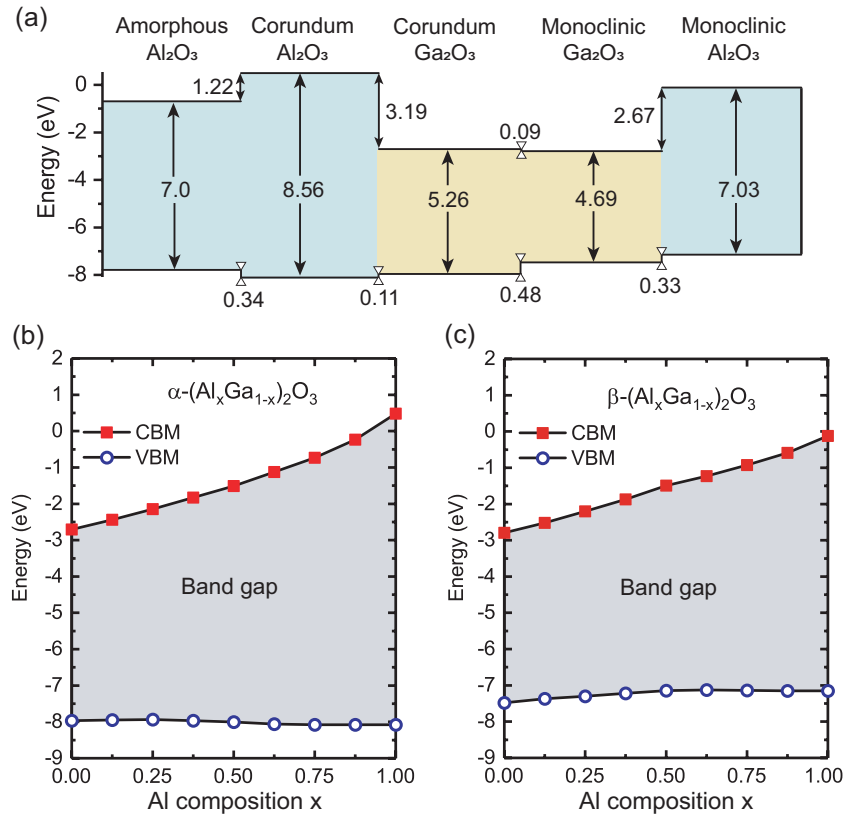 (a)
Amorphous Corundum Corundum Monoclinic Monoclinic
Al₂O₃ Al₂O₃ Ga₂O₃ Ga₂O₃ Al₂O₃
Energy (eV)
0
-2
-4
-6
-8
1.22
3.19
0.09
2.67
7.0
8.56
5.26
4.69
7.03
0.34
0.11
0.48
0.33
(b)
α-(AlₓGa₁₋ₓ)₂O₃
CBM
VBM
Band gap
Energy (eV)
2
1
0
-1
-2
-3
-4
-5
-6
-7
-8
-9
0.00 0.25 0.50 0.75 1.00
Al composition x
(c)
β-(AlₓGa₁₋ₓ)₂O₃
CBM
VBM
Band gap
Energy (eV)
2
1
0
-1
-2
-3
-4
-5
-6
-7
-8
-9
0.00 0.25 0.50 0.75 1.00
Al composition x